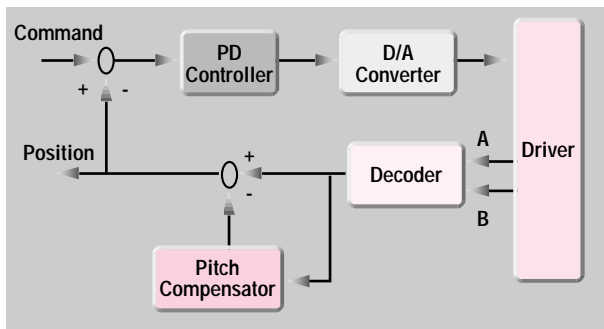 Command
PD
Controller
D/A
Converter
+ -
Position
+
-
A
B
Decoder
Driver
Pitch
Compensator